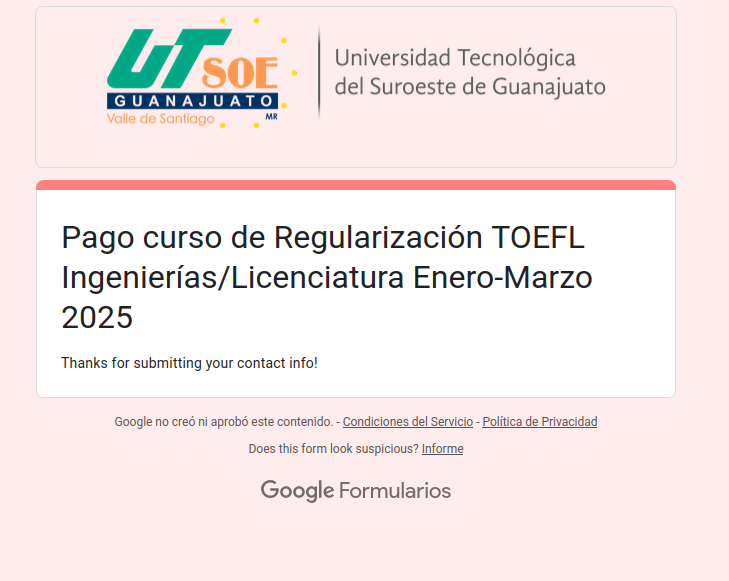 UTSOE
GUANAJUATO
Valle de Santiago MR
Universidad Tecnológica
del Suroeste de Guanajuato
Pago curso de Regularización TOEFL
Ingenierías/Licenciatura Enero-Marzo
2025
Thanks for submitting your contact info!
Google no creó ni aprobó este contenido. - Condiciones del Servicio - Política de Privacidad
Does this form look suspicious? Informe
Google Formularios